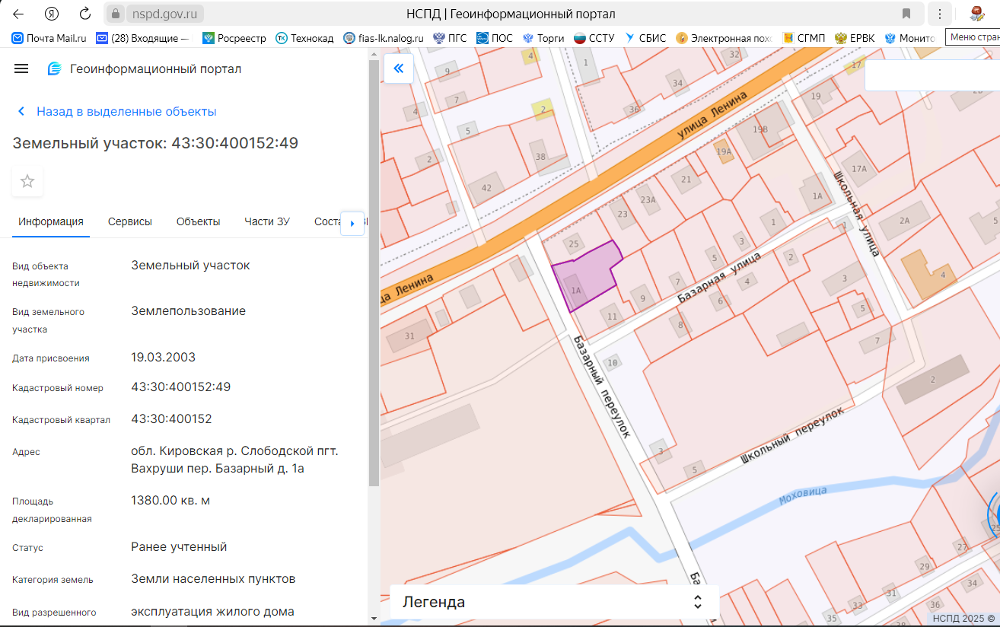 nspd.gov.ru
НСПД | Геоинформационный портал
Почта Mail.ru
(28) Входящие —
Росреестр
Технокад
fias-lk.nalog.ru
ПГС
ПОС
Торги
ССТУ
СБИС
Электронная пох
СГМП
ЕРВК
Монито
Меню стран
Геоинформационный портал
Назад в выделенные объекты
Земельный участок: 43:30:400152:49
Информация
Сервисы
Объекты
Части ЗУ
Вид объекта
недвижимости
Земельный участок
Вид земельного
участка
Землепользование
Дата присвоения
19.03.2003
Кадастровый номер
43:30:400152:49
Кадастровый квартал
43:30:400152
Адрес
обл. Кировская р. Слободской пгт.
Вахруши пер. Базарный д. 1а
Площадь
декларированная
1380.00 кв. м
Статус
Ранее учтенный
Категория земель
Земли населенных пунктов
Вид разрешенного
эксплуатация жилого дома
4
1
32
17
9
34
7
4
2
36
5
19
2
38
42
19В
19А
21
17А
1А
23А
23
1
2А
5
25
1
3
5
2
4
1А
7
3
4
9
6
5
11
8
31
7
10
2
3
5
27
29
34
31
33
36
35
38
улица Ленина
ца Ленина
Школьная улица
Базарная улица
Базарный переулок
Школьный переулок
Моховица
Ба
Легенда
НСПД 2025 ©